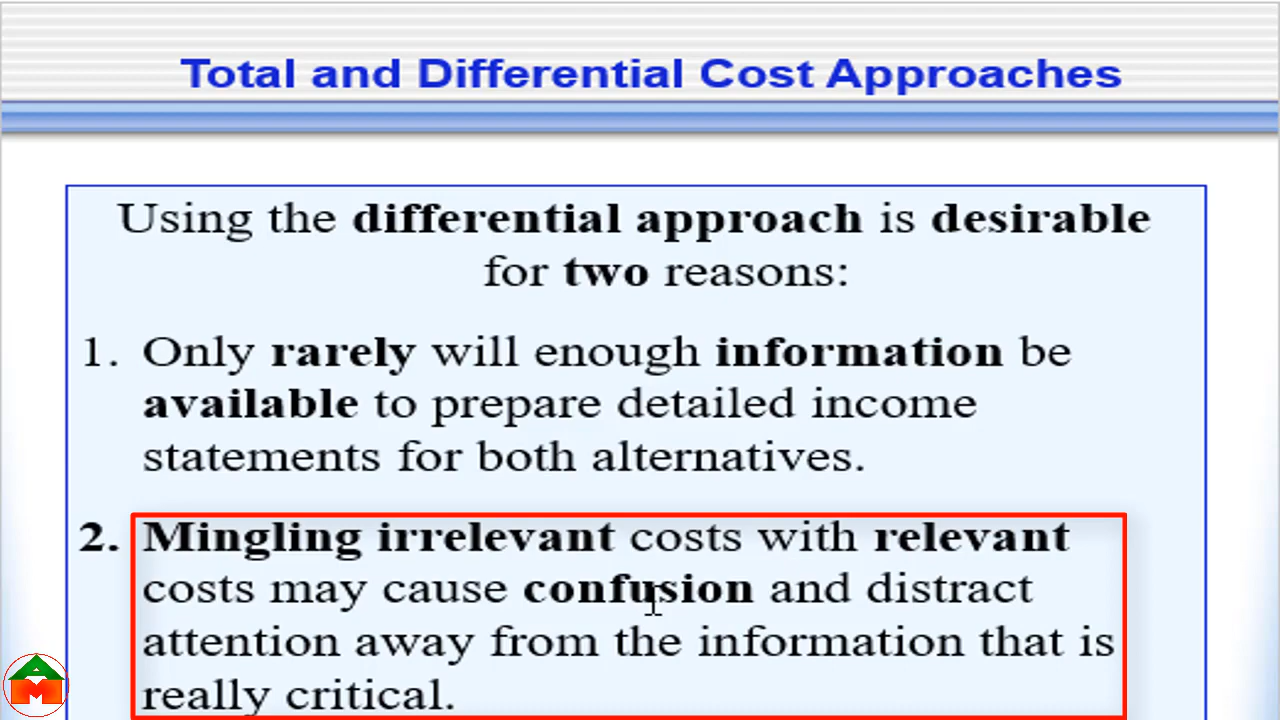 Total and Differential Cost Approaches
Using the differential approach is desirable
for two reasons:
1. Only rarely will enough information be
available to prepare detailed income
statements for both alternatives.
2. Mingling irrelevant costs with relevant
costs may cause confusion and distract
attention away from the information that is
really critical.